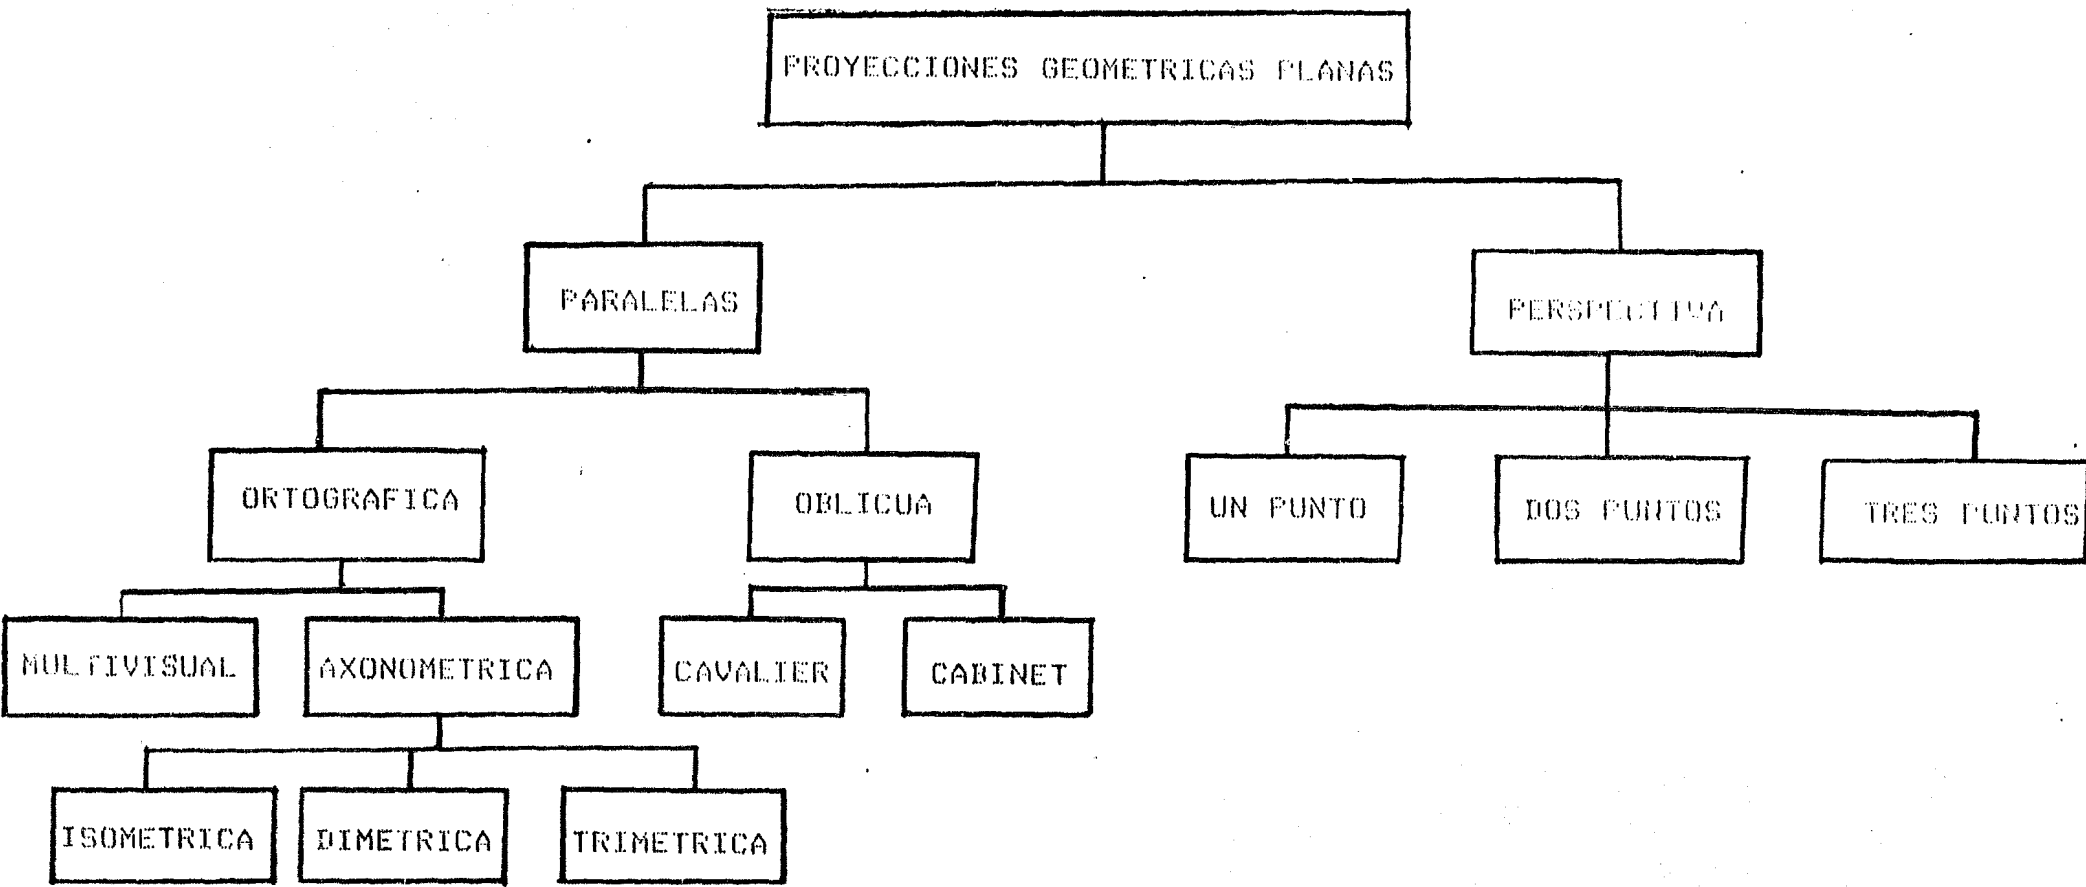 PROYECCIONES GEOMETRICAS PLANAS
PARALELAS
PERSPECTIVA
ORTOGRAFICA
OBLICUA
UN PUNTO
DOS PUNTOS
TRES PUNTOS
MULTIVISUAL
AXONOMETRICA
CAVALIER
CABINET
ISOMETRICA
DIMETRICA
TRIMETRICA